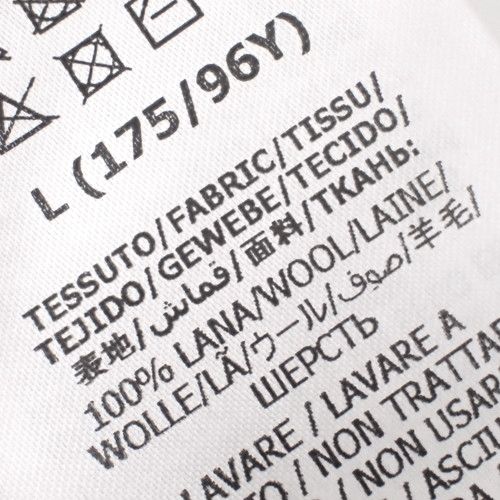 L (175/96Y)
TESSUTO/FABRIC/TISSU/
TEJIDO/GEWEBE/TECIDO/
表地/قماش/面料/ТКАНЬ:
100% LANA/WOOL/LAINE/
WOLLE/LÃ/ウール/صوف/羊毛/
ШЕРСТЬ
LAVARE / LAVARE A
/ NON TRATTA
/ NON USAR